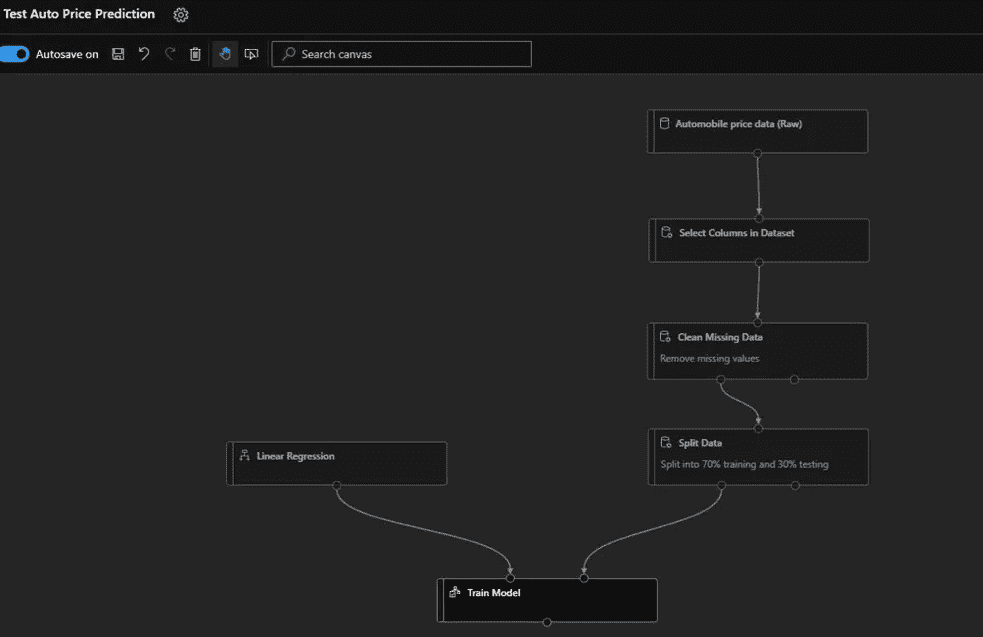 Test Auto Price Prediction
Autosave on
Search canvas
Automobile price data (Raw)
Select Columns in Dataset
Clean Missing Data
Remove missing values
Split Data
Split into 70% training and 30% testing
Linear Regression
Train Model